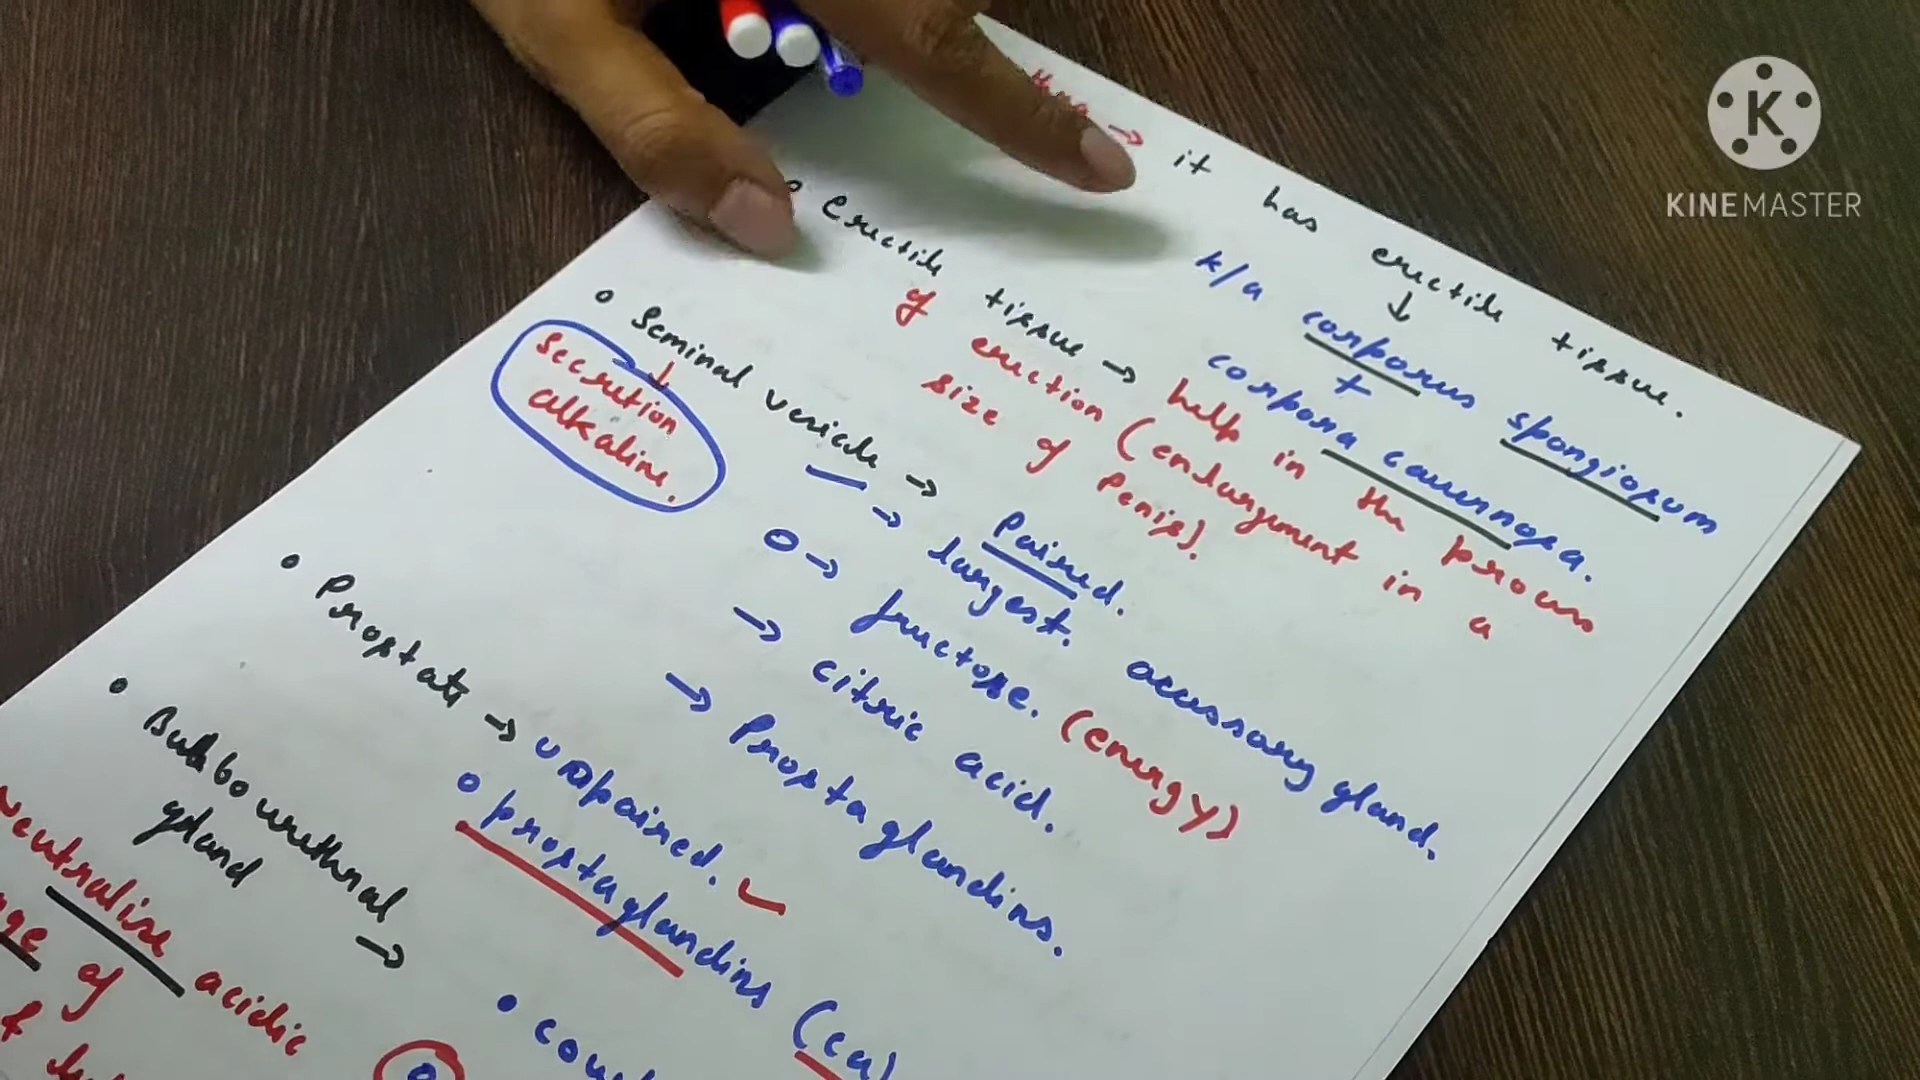 → it has erectile tissue.
↓
k/a corporus spongiosum
+
corpora cavernosa.
• Erectile tissue → help in the process
of erection (enlargement in a
size of Penis).
• Seminal vesicle → Paired.
↓
Secretion
alkaline.
→ largest. accessory gland.
→ fructose. (energy)
→ citric acid.
→ Prostaglandins.
• Prostate → unpaired.
prostaglandins (ca)
• Bulbourethral →
gland
Neutralise acidic
of
K
KINEMASTER